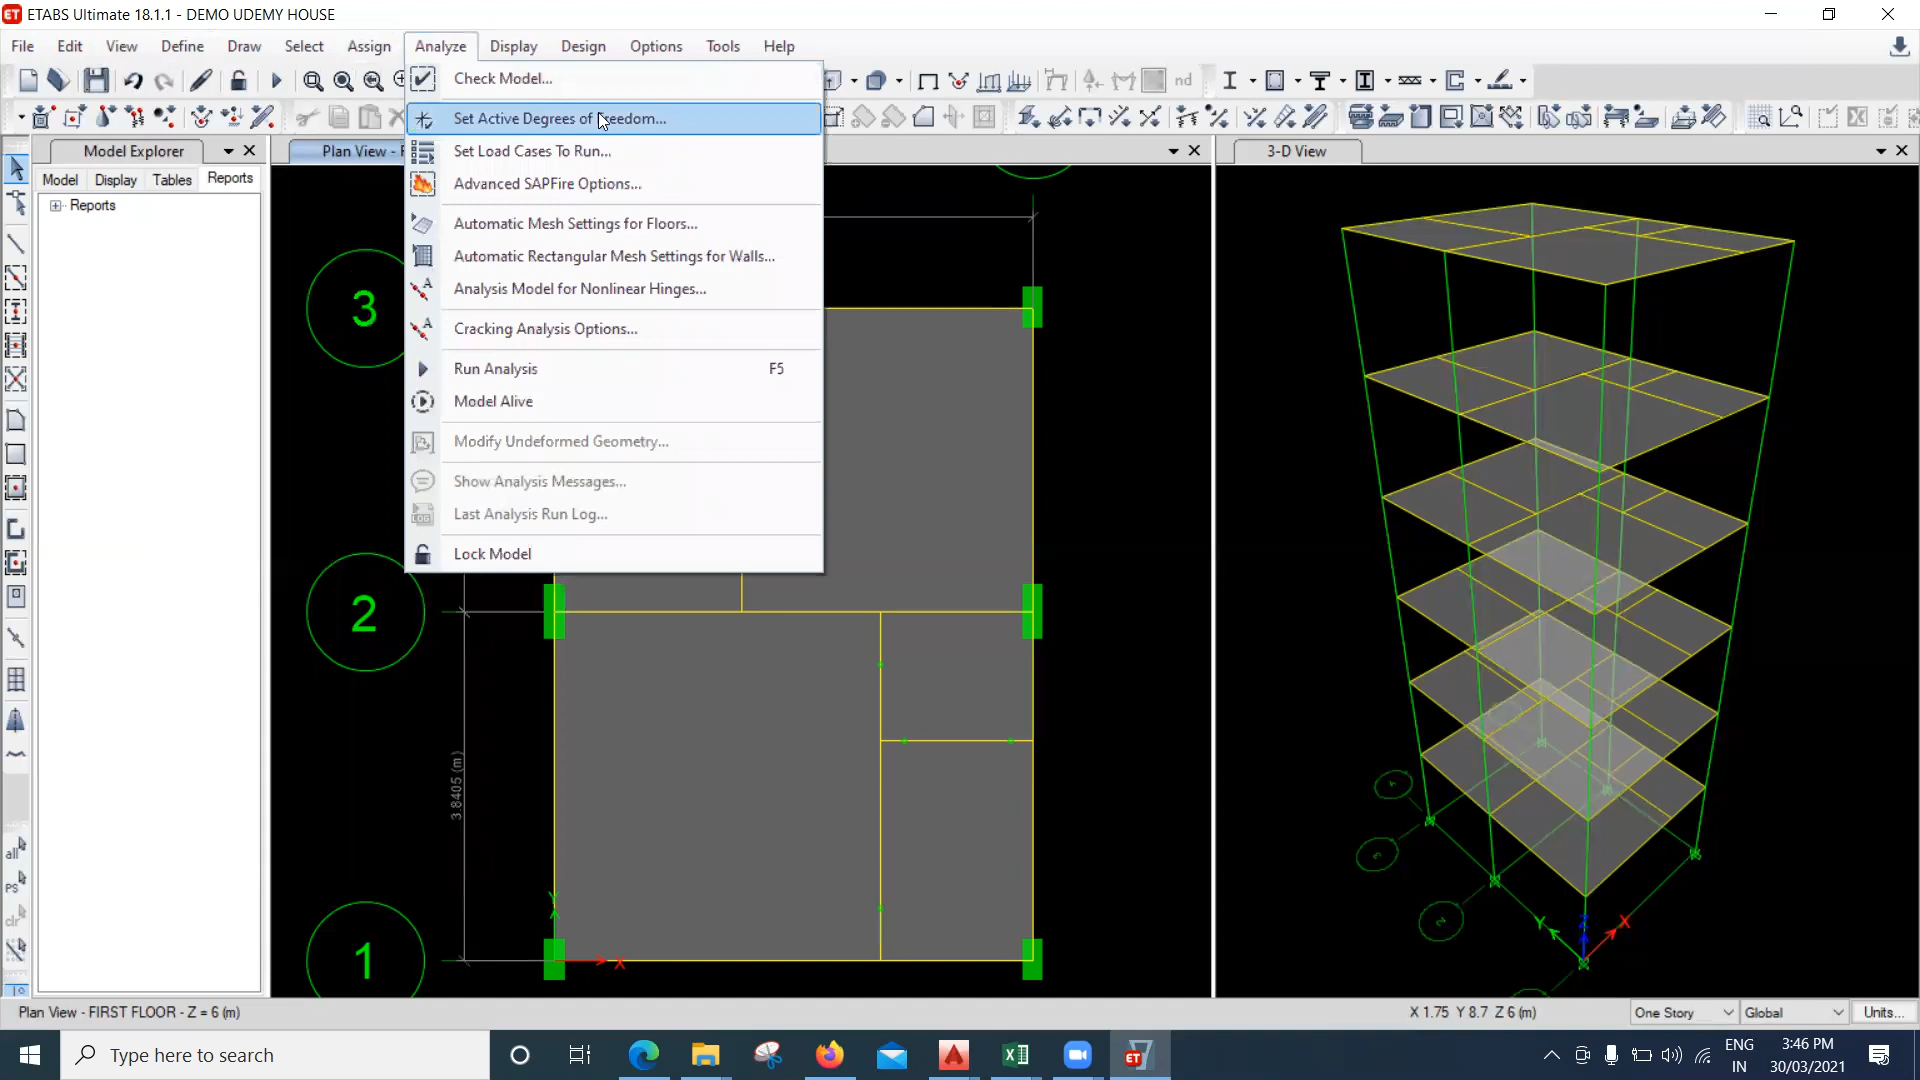 ETABS Ultimate 18.1.1 - DEMO UDEMY HOUSE
File Edit View Define Draw Select Assign Analyze Display Design Options Tools Help
nd
Check Model...
Set Active Degrees of Freedom...
Set Load Cases To Run...
Advanced SAPFire Options...
Automatic Mesh Settings for Floors...
Automatic Rectangular Mesh Settings for Walls...
Analysis Model for Nonlinear Hinges...
Cracking Analysis Options...
Run Analysis F5
Model Alive
Modify Undeformed Geometry...
Show Analysis Messages...
Last Analysis Run Log...
Lock Model
Model Explorer
Model Display Tables Reports
Reports
Plan View - F
3-D View
3
2
1
3.8405 (m)
Y
X
Y
Z
X
all
PS
clr
Plan View - FIRST FLOOR - Z = 6 (m)
X 1.75 Y 8.7 Z 6 (m)
One Story
Global
Units...
Type here to search
ENG
IN
3:46 PM
30/03/2021